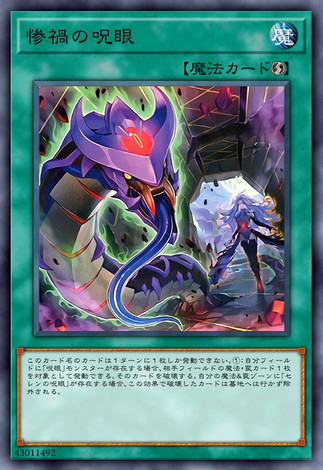 惨禍の呪眼
魔
【魔法カード】
このカード名のカードは１ターンに１枚しか発動できない。①：自分フィール
ドに「呪眼」モンスターが存在する場合、相手フィールドの魔法・罠カード１枚
を対象として発動できる。そのカードを破壊する。自分の魔法&罠ゾーンに「セ
レンの呪眼」が存在する場合、この効果で破壊したカードは墓地へは行かず除
外される。
43011492